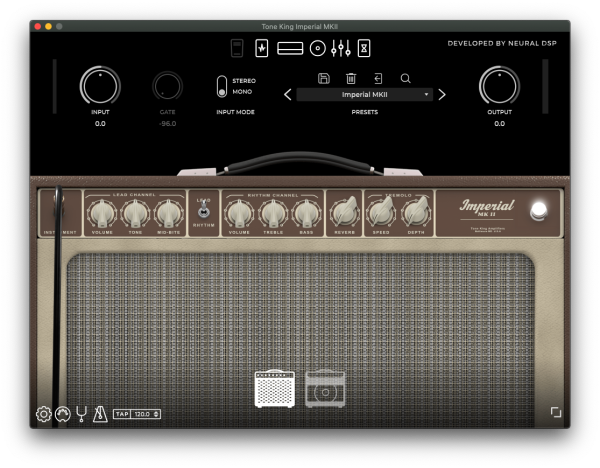 Tone King Imperial MKII
DEVELOPED BY NEURAL DSP
STEREO
MONO
INPUT
GATE
INPUT MODE
Imperial MKII
PRESETS
OUTPUT
0.0
-96.0
0.0
LEAD CHANNEL
RHYTHM CHANNEL
TREMOLO
LEAD
RHYTHM
Imperial
MK II
Tone King Amplifiers
INSTRUMENT
VOLUME TONE MID-BITE
VOLUME TREBLE BASS
REVERB
SPEED DEPTH
TAP 120.0